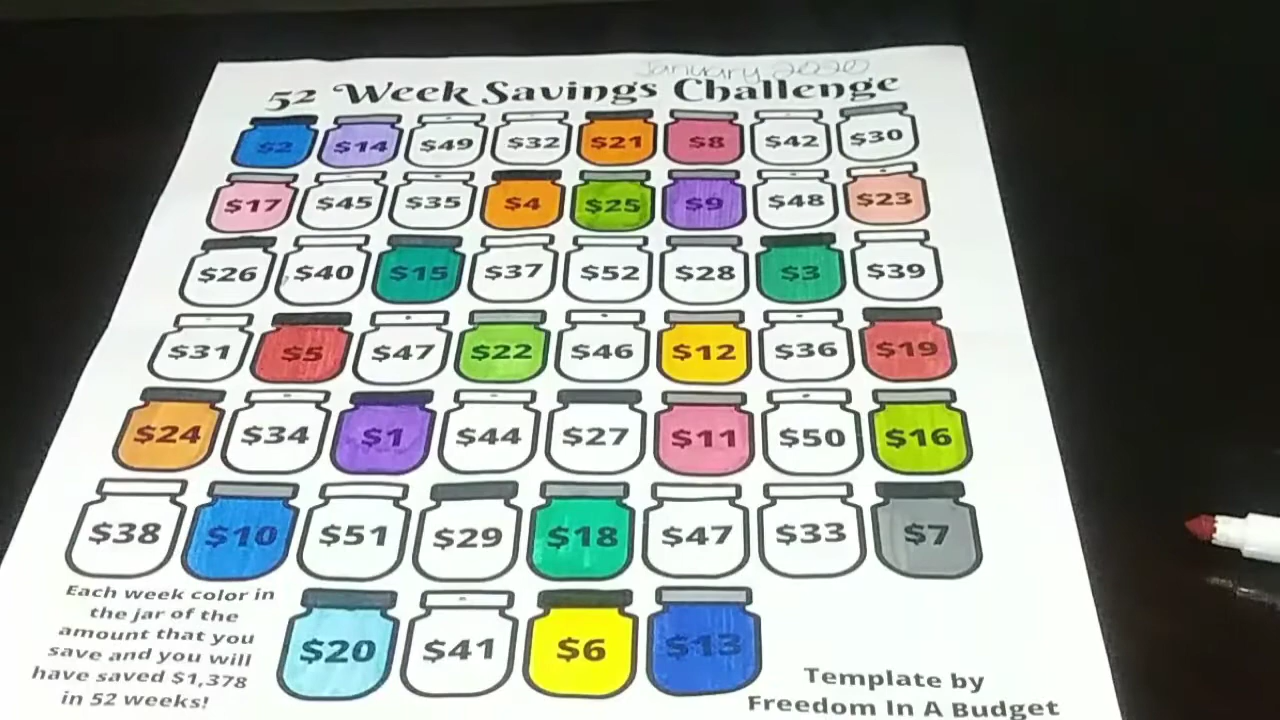 January 2020
52 Week Savings Challenge
$2 $14 $49 $32 $21 $8 $42 $30
$17 $45 $35 $4 $25 $9 $48 $23
$26 $40 $15 $37 $52 $28 $3 $39
$31 $5 $47 $22 $46 $12 $36 $19
$24 $34 $1 $44 $27 $11 $50 $16
$38 $10 $51 $29 $18 $47 $33 $7
$20 $41 $6 $13
Each week color in
the jar of the
amount that you
save and you will
have saved $1,378
in 52 weeks!
Template by
Freedom In A Budget